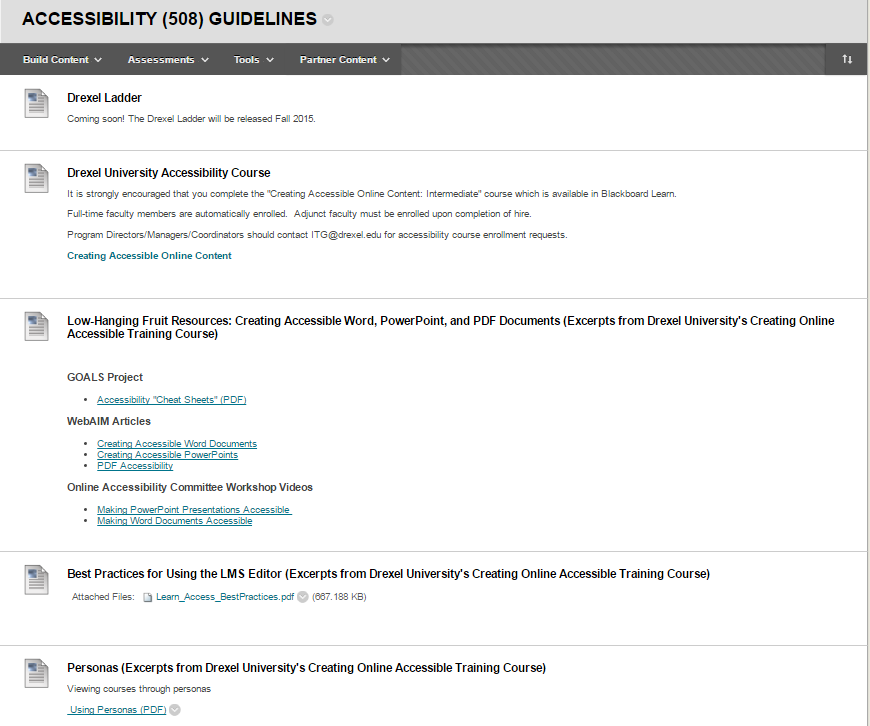 ACCESSIBILITY (508) GUIDELINES
Build Content Assessments Tools Partner Content
Drexel Ladder
Coming soon! The Drexel Ladder will be released Fall 2015.
Drexel University Accessibility Course
It is strongly encouraged that you complete the "Creating Accessible Online Content: Intermediate" course which is available in Blackboard Learn.
Full-time faculty members are automatically enrolled. Adjunct faculty must be enrolled upon completion of hire.
Program Directors/Managers/Coordinators should contact ITG@drexel.edu for accessibility course enrollment requests.
Creating Accessible Online Content
Low-Hanging Fruit Resources: Creating Accessible Word, PowerPoint, and PDF Documents (Excerpts from Drexel University's Creating Online
Accessible Training Course)
GOALS Project
• Accessibility "Cheat Sheets" (PDF)
WebAIM Articles
• Creating Accessible Word Documents
• Creating Accessible PowerPoints
• PDF Accessibility
Online Accessibility Committee Workshop Videos
• Making PowerPoint Presentations Accessible
• Making Word Documents Accessible
Best Practices for Using the LMS Editor (Excerpts from Drexel University's Creating Online Accessible Training Course)
Attached Files: Learn_Access_BestPractices.pdf (667.188 KB)
Personas (Excerpts from Drexel University's Creating Online Accessible Training Course)
Viewing courses through personas
Using Personas (PDF)